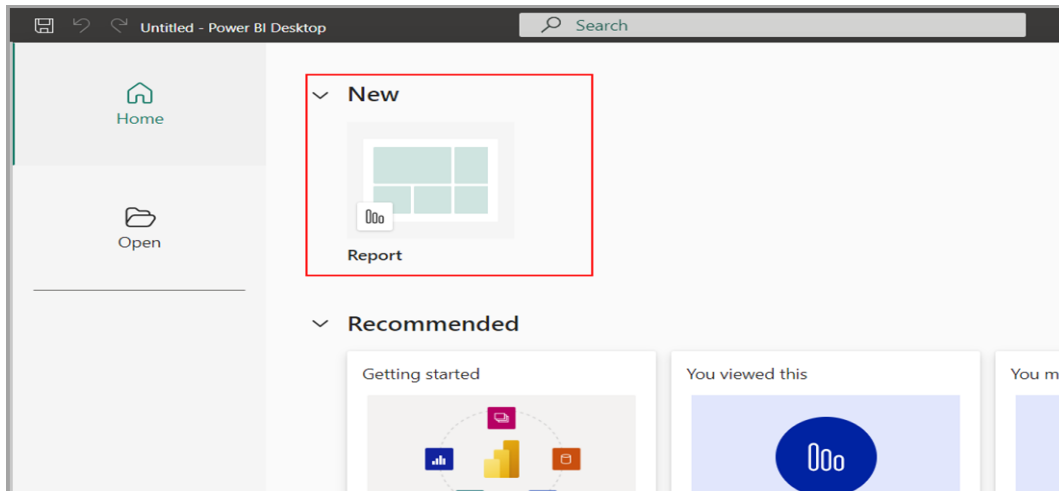 Untitled - Power BI Desktop
Search
Home
Open
New
Report
Recommended
Getting started
You viewed this
You m